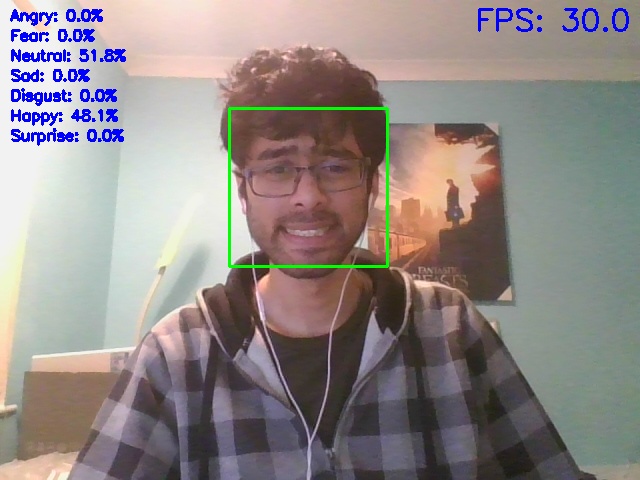 Angry: 0.0%
Fear: 0.0%
Neutral: 51.8%
Sad: 0.0%
Disgust: 0.0%
Happy: 48.1%
Surprise: 0.0%
FPS: 30.0
FANTASTIC
BEASTS